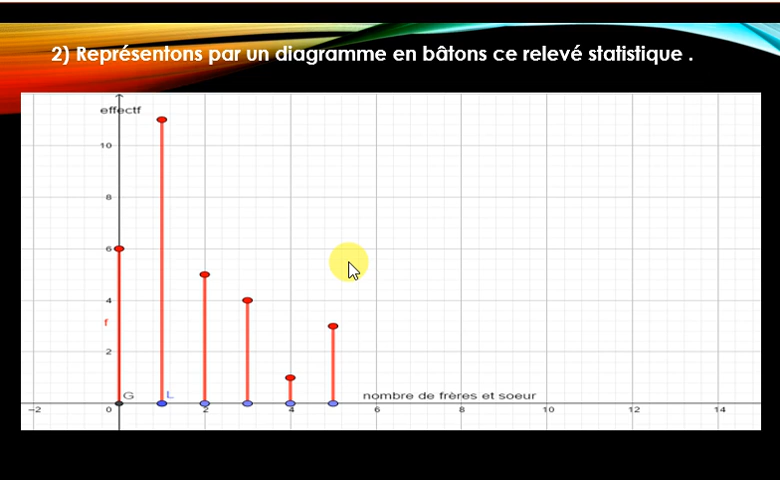 2) Représentons par un diagramme en bâtons ce relevé statistique .
effectf
10
8
6
4
f
2
G
L
nombre de frères et soeur
−2
0
2
4
6
8
10
12
14